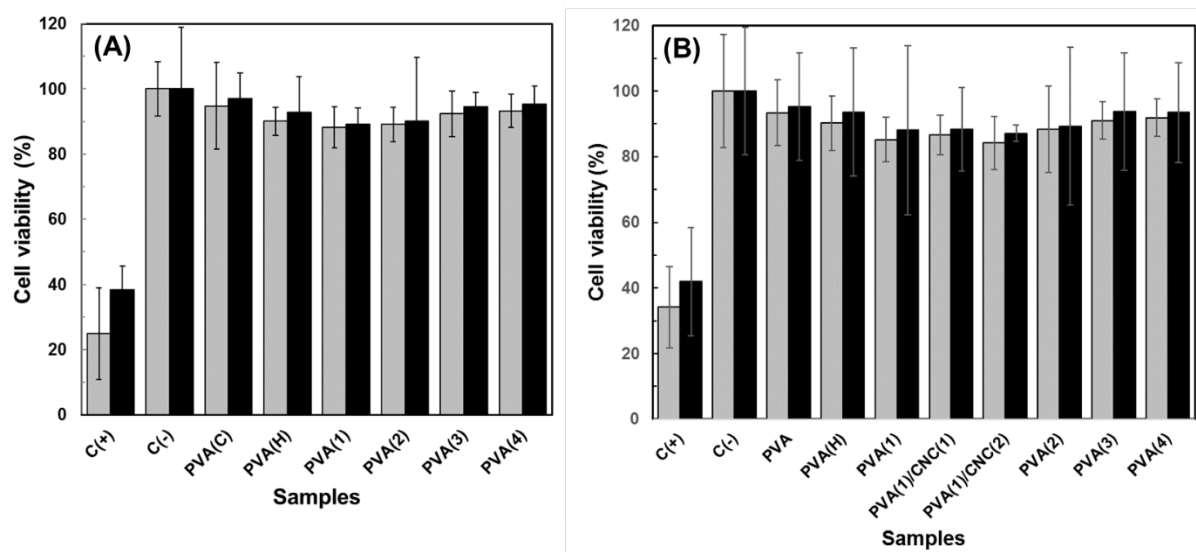 (A)
Cell viability (%)
120
100
80
60
40
20
0
C(+)
C(-)
PVA(C)
PVA(H)
PVA(1)
PVA(2)
PVA(3)
PVA(4)
Samples
(B)
Cell viability (%)
120
100
80
60
40
20
0
C(+)
C(-)
PVA
PVA(H)
PVA(1)
PVA(1)/CNC(1)
PVA(1)/CNC(2)
PVA(2)
PVA(3)
PVA(4)
Samples